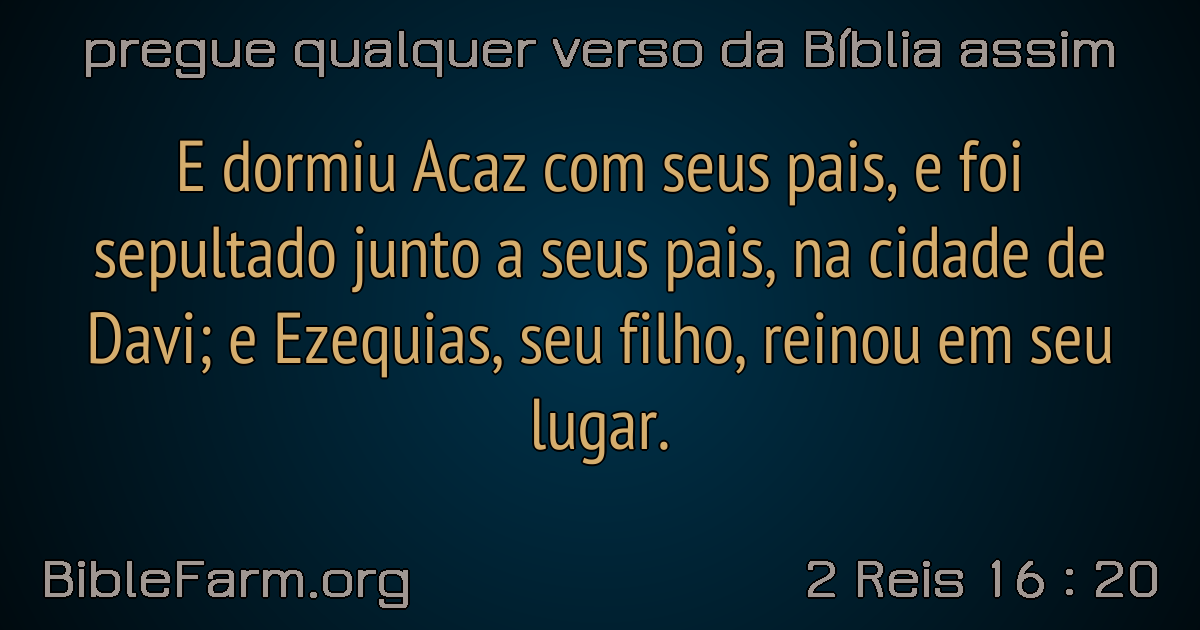 pregue qualquer verso da Bíblia assim
E dormiu Acaz com seus pais, e foi
sepultado junto a seus pais, na cidade de
Davi; e Ezequias, seu filho, reinou em seu
lugar.
BibleFarm.org
2 Reis 16 : 20